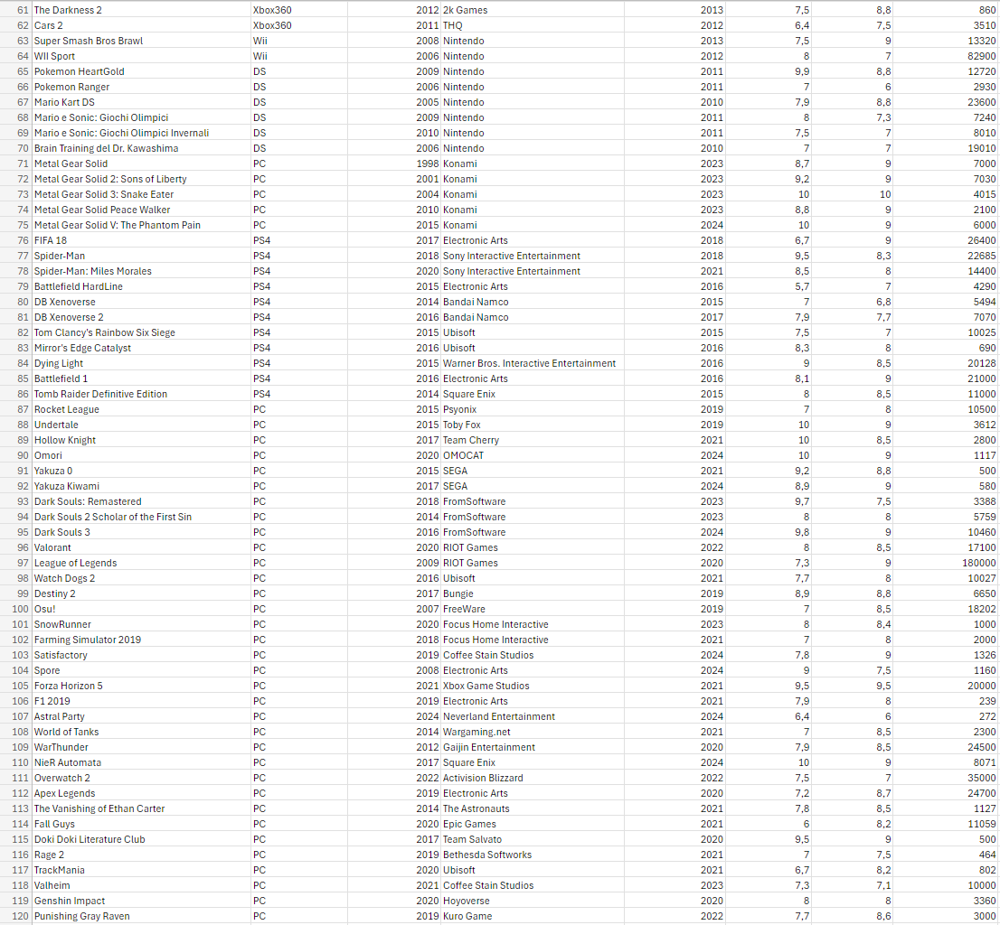 61 The Darkness 2 Xbox360 2012 2k Games 2013 7,5 8,8 860
62 Cars 2 Xbox360 2011 THQ 2012 6,4 7,5 3510
63 Super Smash Bros Brawl Wii 2008 Nintendo 2013 7,5 9 13320
64 WII Sport Wii 2006 Nintendo 2012 8 7 82900
65 Pokemon HeartGold DS 2009 Nintendo 2011 9,9 8,8 12720
66 Pokemon Ranger DS 2006 Nintendo 2011 7 6 2930
67 Mario Kart DS DS 2005 Nintendo 2010 7,9 8,8 23600
68 Mario e Sonic: Giochi Olimpici DS 2009 Nintendo 2011 8 7,3 7240
69 Mario e Sonic: Giochi Olimpici Invernali DS 2010 Nintendo 2011 7,5 7 8010
70 Brain Training del Dr. Kawashima DS 2006 Nintendo 2010 7 7 19010
71 Metal Gear Solid PC 1998 Konami 2023 8,7 9 7000
72 Metal Gear Solid 2: Sons of Liberty PC 2001 Konami 2023 9,2 9 7030
73 Metal Gear Solid 3: Snake Eater PC 2004 Konami 2023 10 10 4015
74 Metal Gear Solid Peace Walker PC 2010 Konami 2023 8,8 9 2100
75 Metal Gear Solid V: The Phantom Pain PC 2015 Konami 2024 10 9 6000
76 FIFA 18 PS4 2017 Electronic Arts 2018 6,7 9 26400
77 Spider-Man PS4 2018 Sony Interactive Entertainment 2018 9,5 8,3 22685
78 Spider-Man: Miles Morales PS4 2020 Sony Interactive Entertainment 2021 8,5 8 14400
79 Battlefield HardLine PS4 2015 Electronic Arts 2016 5,7 7 4290
80 DB Xenoverse PS4 2014 Bandai Namco 2015 7 6,8 5494
81 DB Xenoverse 2 PS4 2016 Bandai Namco 2017 7,9 7,7 7070
82 Tom Clancy's Rainbow Six Siege PS4 2015 Ubisoft 2015 7,5 7 10025
83 Mirror's Edge Catalyst PS4 2016 Ubisoft 2016 8,3 8 690
84 Dying Light PS4 2015 Warner Bros. Interactive Entertainment 2016 9 8,5 20128
85 Battlefield 1 PS4 2016 Electronic Arts 2016 8,1 9 21000
86 Tomb Raider Definitive Edition PS4 2014 Square Enix 2015 8 8,5 11000
87 Rocket League PC 2015 Psyonix 2019 7 8 10500
88 Undertale PC 2015 Toby Fox 2019 10 9 3612
89 Hollow Knight PC 2017 Team Cherry 2021 10 8,5 2800
90 Omori PC 2020 OMOCAT 2024 10 9 1117
91 Yakuza 0 PC 2015 SEGA 2021 9,2 8,8 500
92 Yakuza Kiwami PC 2017 SEGA 2024 8,9 9 580
93 Dark Souls: Remastered PC 2018 FromSoftware 2023 9,7 7,5 3388
94 Dark Souls 2 Scholar of the First Sin PC 2014 FromSoftware 2023 8 8 5759
95 Dark Souls 3 PC 2016 FromSoftware 2024 9,8 9 10460
96 Valorant PC 2020 RIOT Games 2022 8 8,5 17100
97 League of Legends PC 2009 RIOT Games 2020 7,3 9 180000
98 Watch Dogs 2 PC 2016 Ubisoft 2021 7,7 8 10027
99 Destiny 2 PC 2017 Bungie 2019 8,9 8,8 6650
100 Osu! PC 2007 FreeWare 2019 7 8,5 18202
101 SnowRunner PC 2020 Focus Home Interactive 2023 8 8,4 1000
102 Farming Simulator 2019 PC 2018 Focus Home Interactive 2021 7 8 2000
103 Satisfactory PC 2019 Coffee Stain Studios 2024 7,8 9 1326
104 Spore PC 2008 Electronic Arts 2024 9 7,5 1160
105 Forza Horizon 5 PC 2021 Xbox Game Studios 2021 9,5 9,5 20000
106 F1 2019 PC 2019 Electronic Arts 2021 7,9 8 239
107 Astral Party PC 2024 Neverland Entertainment 2024 6,4 6 272
108 World of Tanks PC 2014 Wargaming.net 2021 7 8,5 2300
109 WarThunder PC 2012 Gaijin Entertainment 2020 7,9 8,5 24500
110 NieR Automata PC 2017 Square Enix 2024 10 9 8071
111 Overwatch 2 PC 2022 Activision Blizzard 2022 7,5 7 35000
112 Apex Legends PC 2019 Electronic Arts 2020 7,2 8,7 24700
113 The Vanishing of Ethan Carter PC 2014 The Astronauts 2021 7,8 8,5 1127
114 Fall Guys PC 2020 Epic Games 2021 6 8,2 11059
115 Doki Doki Literature Club PC 2017 Team Salvato 2020 9,5 9 500
116 Rage 2 PC 2019 Bethesda Softworks 2021 7 7,5 464
117 TrackMania PC 2020 Ubisoft 2021 6,7 8,2 802
118 Valheim PC 2021 Coffee Stain Studios 2023 7,3 7,1 10000
119 Genshin Impact PC 2020 Hoyoverse 2020 8 8 3360
120 Punishing Gray Raven PC 2019 Kuro Game 2022 7,7 8,6 3000